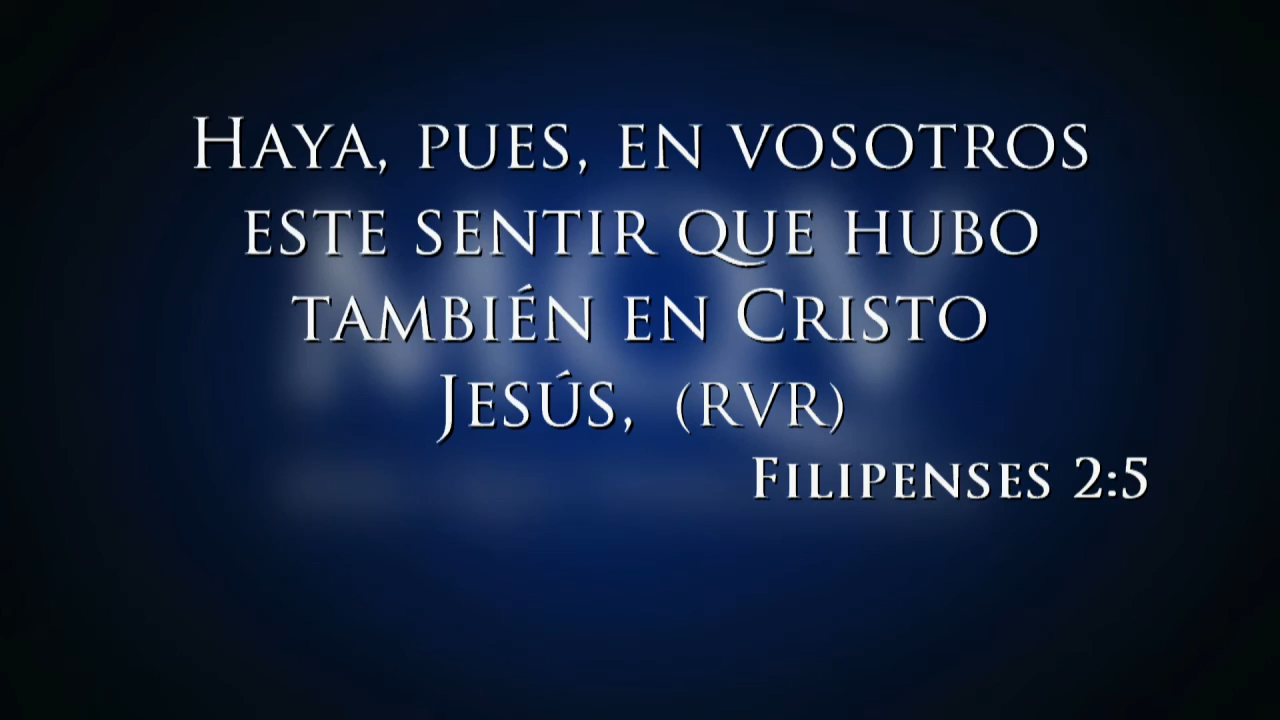 Haya, pues, en vosotros
este sentir que hubo
también en Cristo
Jesús, (RVR)
Filipenses 2:5